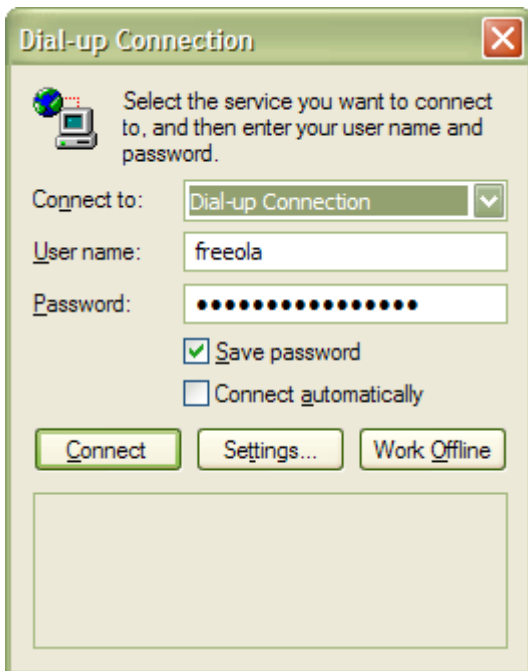 Dial-up Connection
Select the service you want to connect
to, and then enter your user name and
password.
Connect to: Dial-up Connection
User name: freeola
Password: ••••••••••••••••
Save password
Connect automatically
Connect Settings... Work Offline